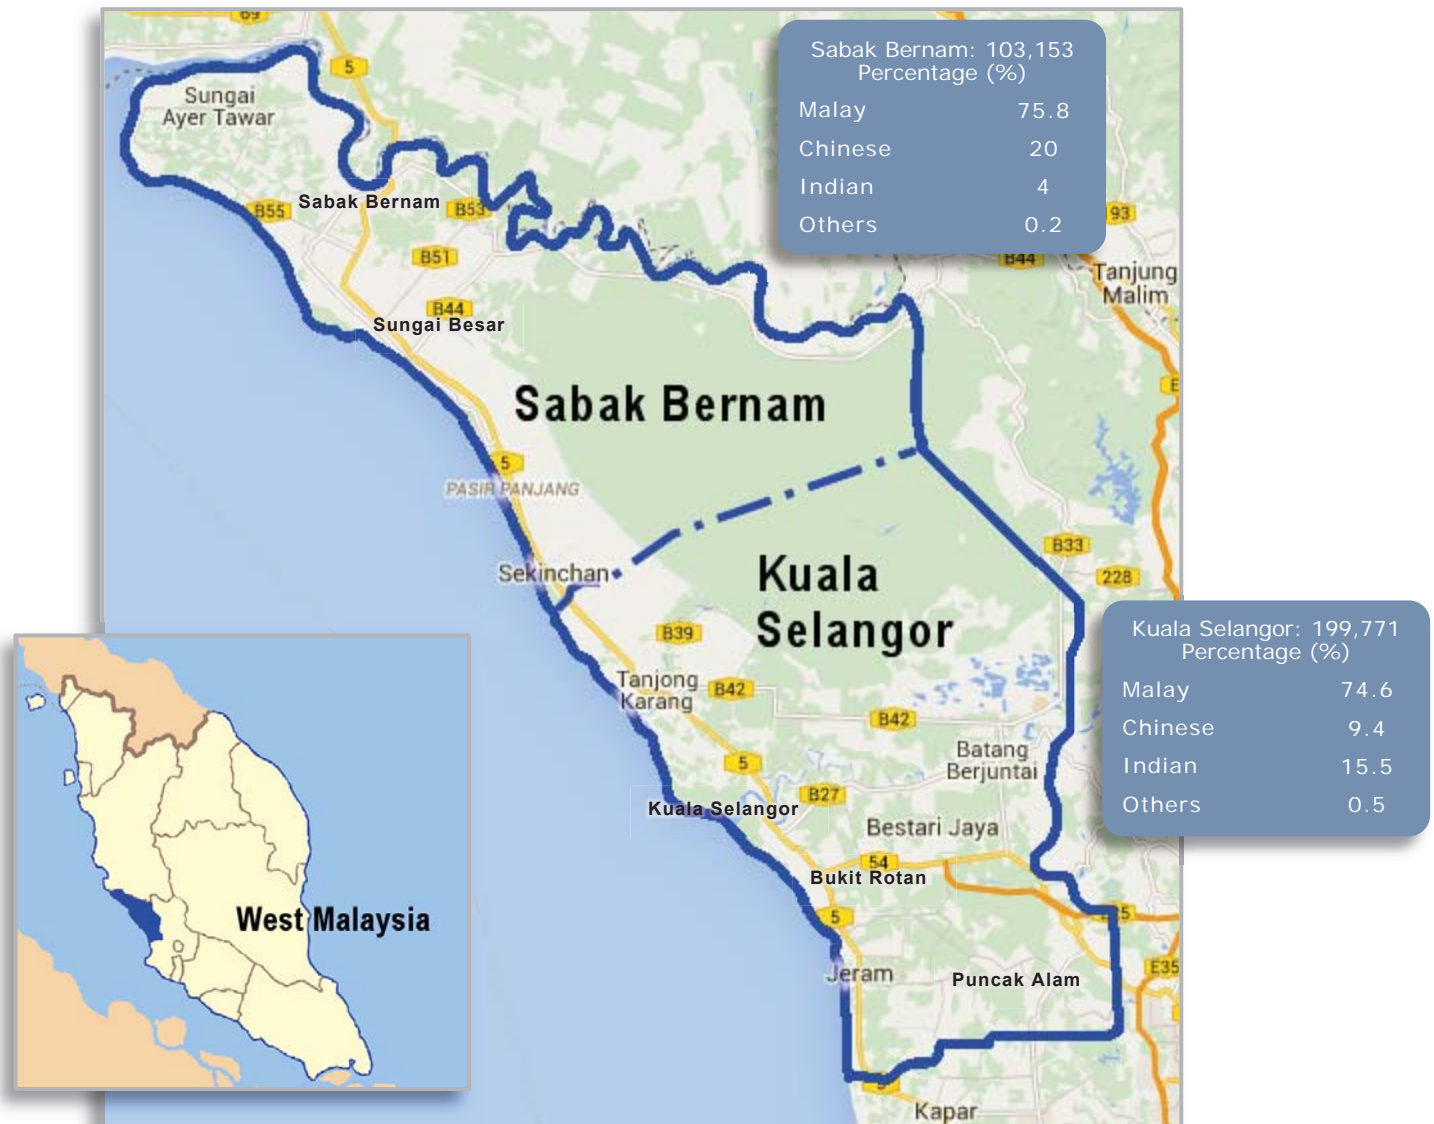 69
Sabak Bernam: 103,153
Percentage (%)
Malay 75.8
Chinese 20
Indian 4
Others 0.2
5
Sungai
Ayer Tawar
Sabak Bernam
B55
B53
93
B51
B44
Tanjung
Malim
B44
Sungai Besar
E
Sabak Bernam
5
PASIR PANJANG
B33
Sekinchan
Kuala
Selangor
228
B39
Kuala Selangor: 199,771
Percentage (%)
Malay 74.6
Chinese 9.4
Indian 15.5
Others 0.5
Tanjong
Karang
B42
B42
Batang
Berjuntai
5
B27
Kuala Selangor
Bestari Jaya
54
Bukit Rotan
5
Jeram
Puncak Alam
E35
Kapar
West Malaysia